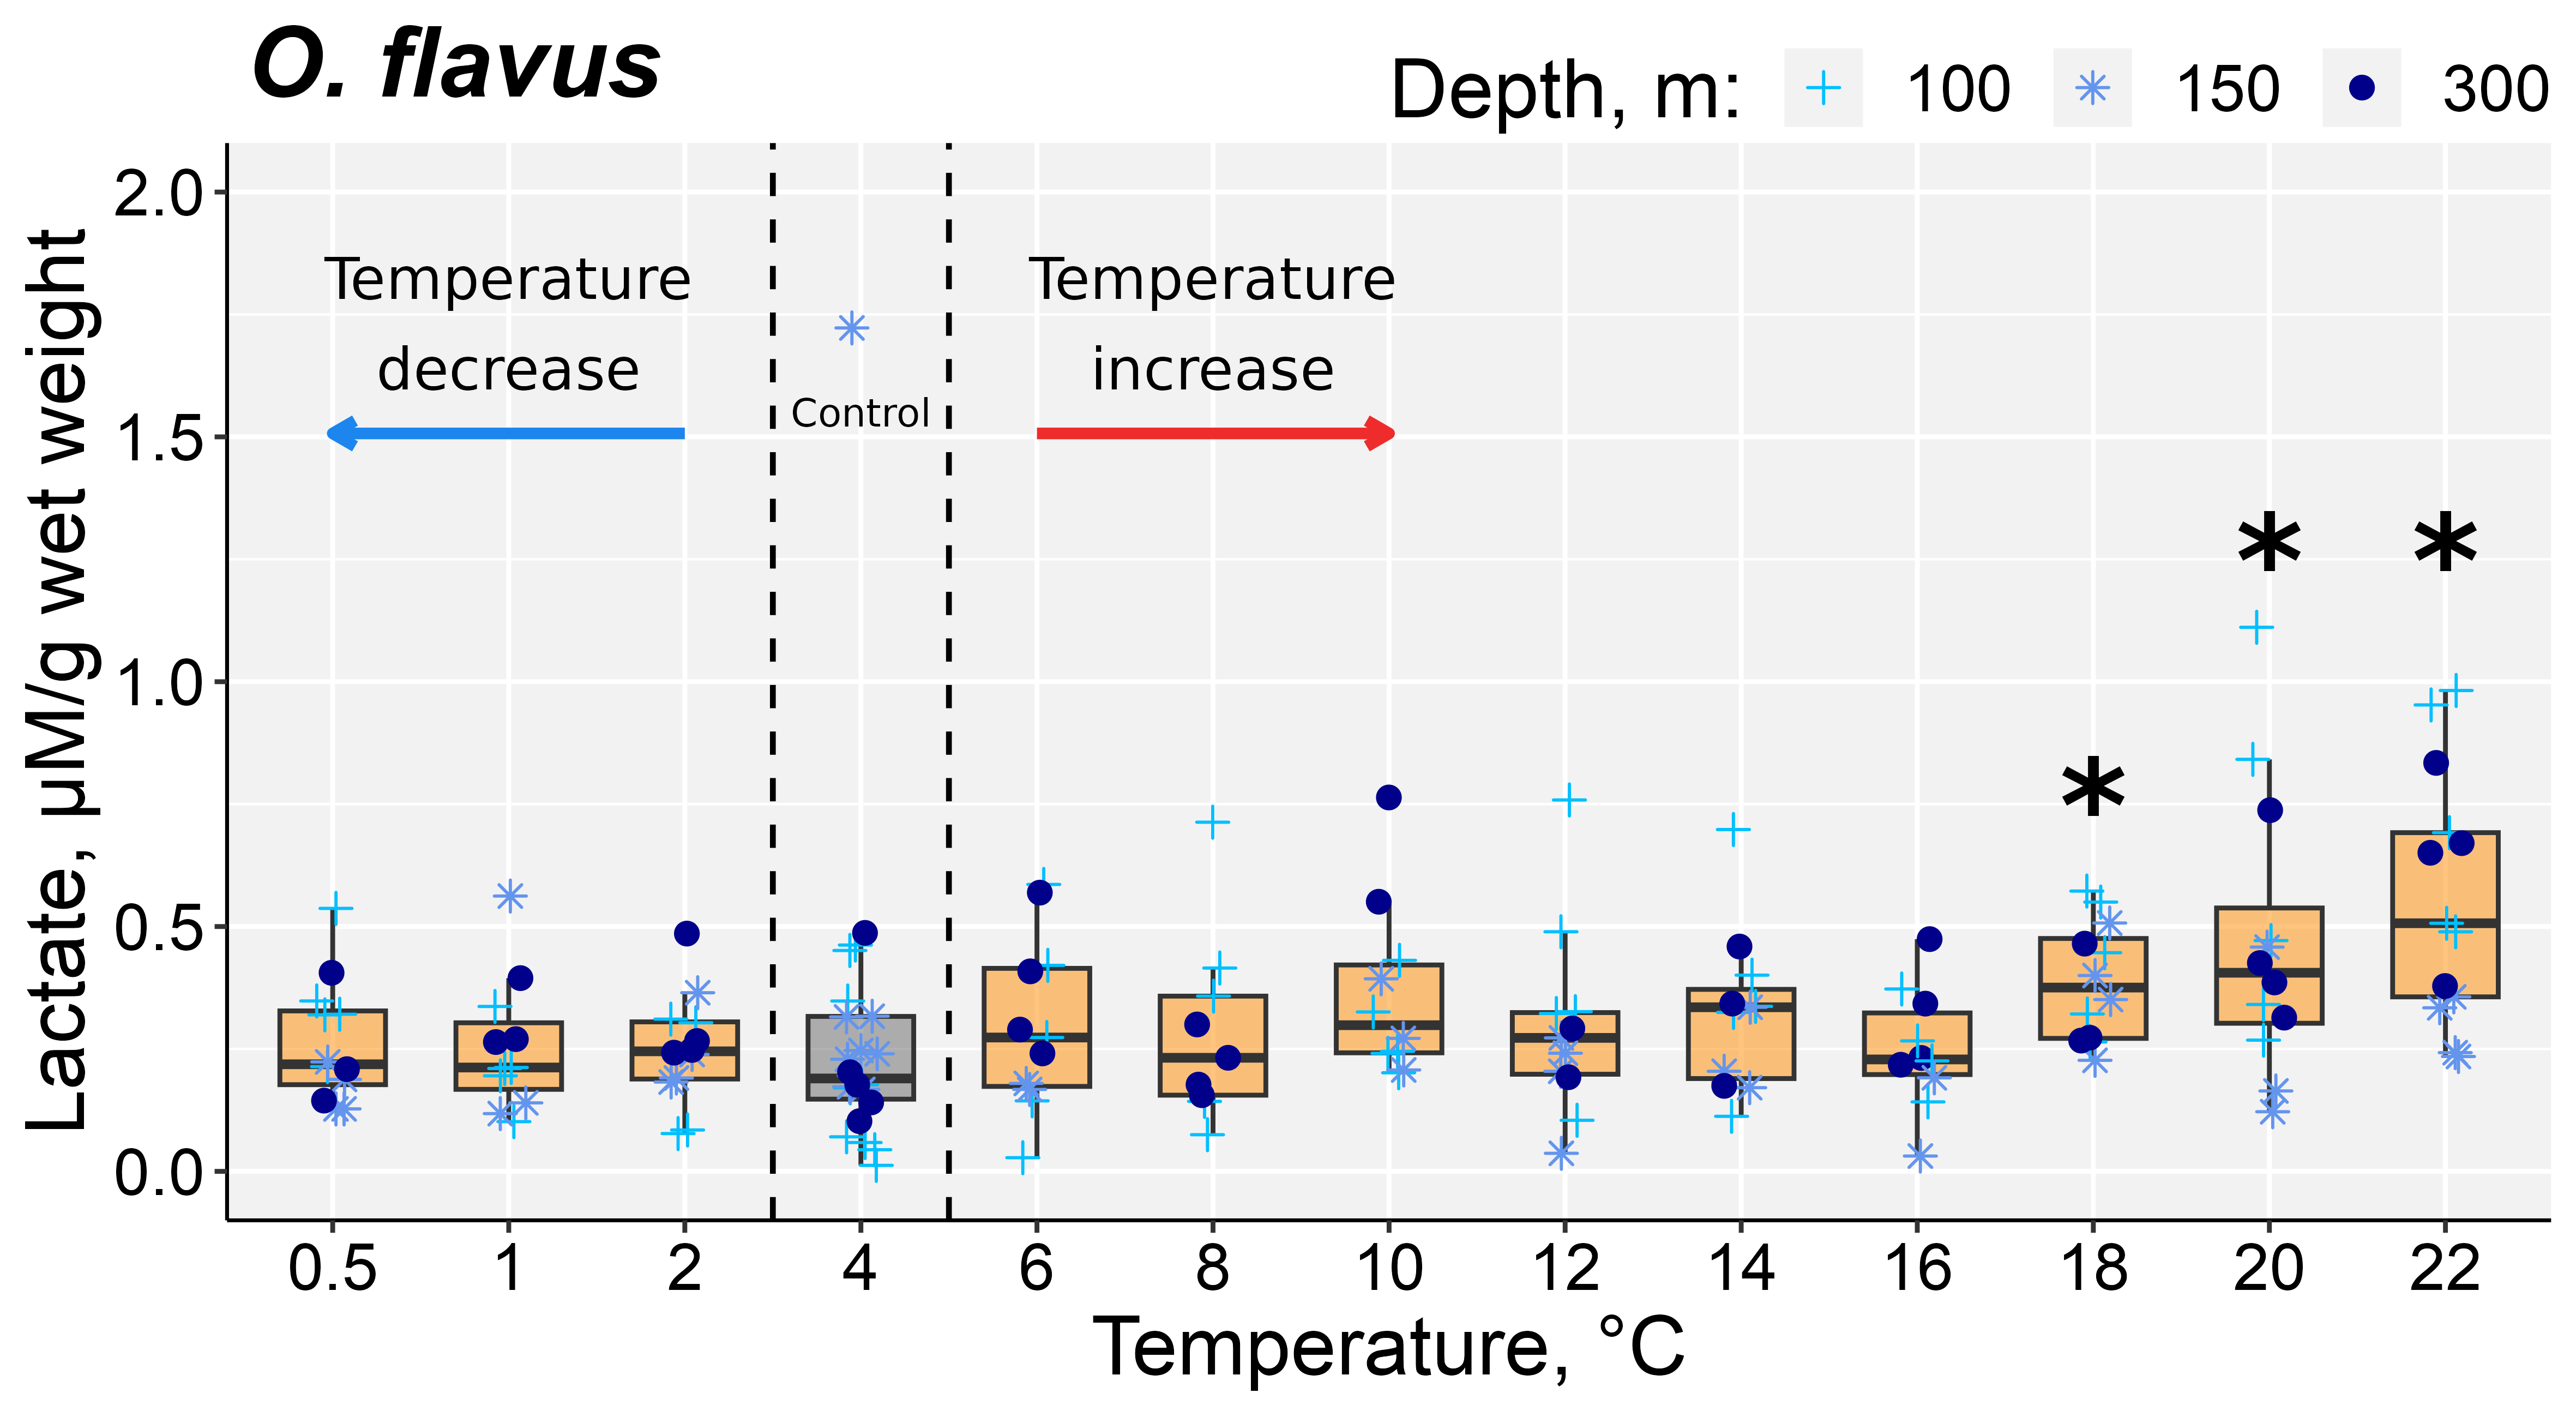 O. flavus
Depth, m: 100 150 300
Lactate, µM/g wet weight
2.0
1.5
1.0
0.5
0.0
Temperature
decrease
Control
Temperature
increase
*
*
*
0.5 1 2 4 6 8 10 12 14 16 18 20 22
Temperature, °C